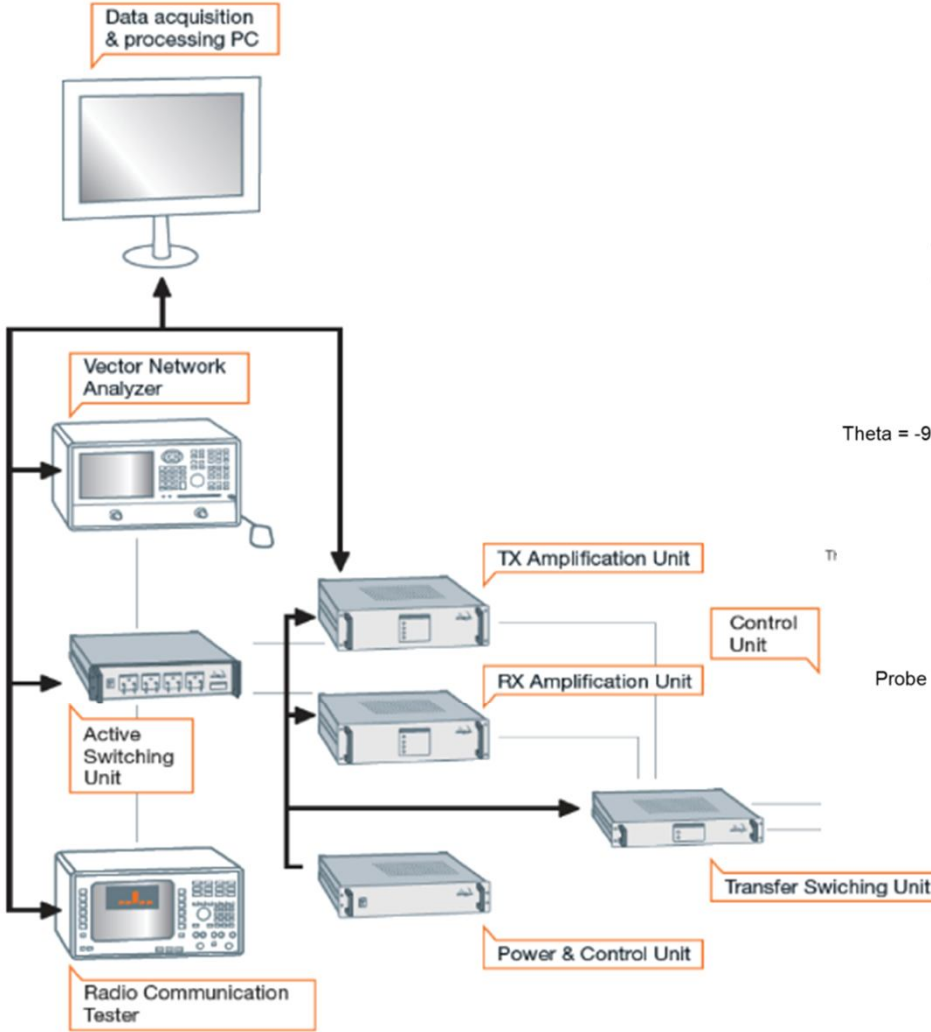 Data acquisition
& processing PC
Vector Network
Analyzer
Theta = -9
TX Amplification Unit
Th
Control
Unit
RX Amplification Unit
Probe
Active
Switching
Unit
Transfer Swiching Unit
Power & Control Unit
Radio Communication
Tester